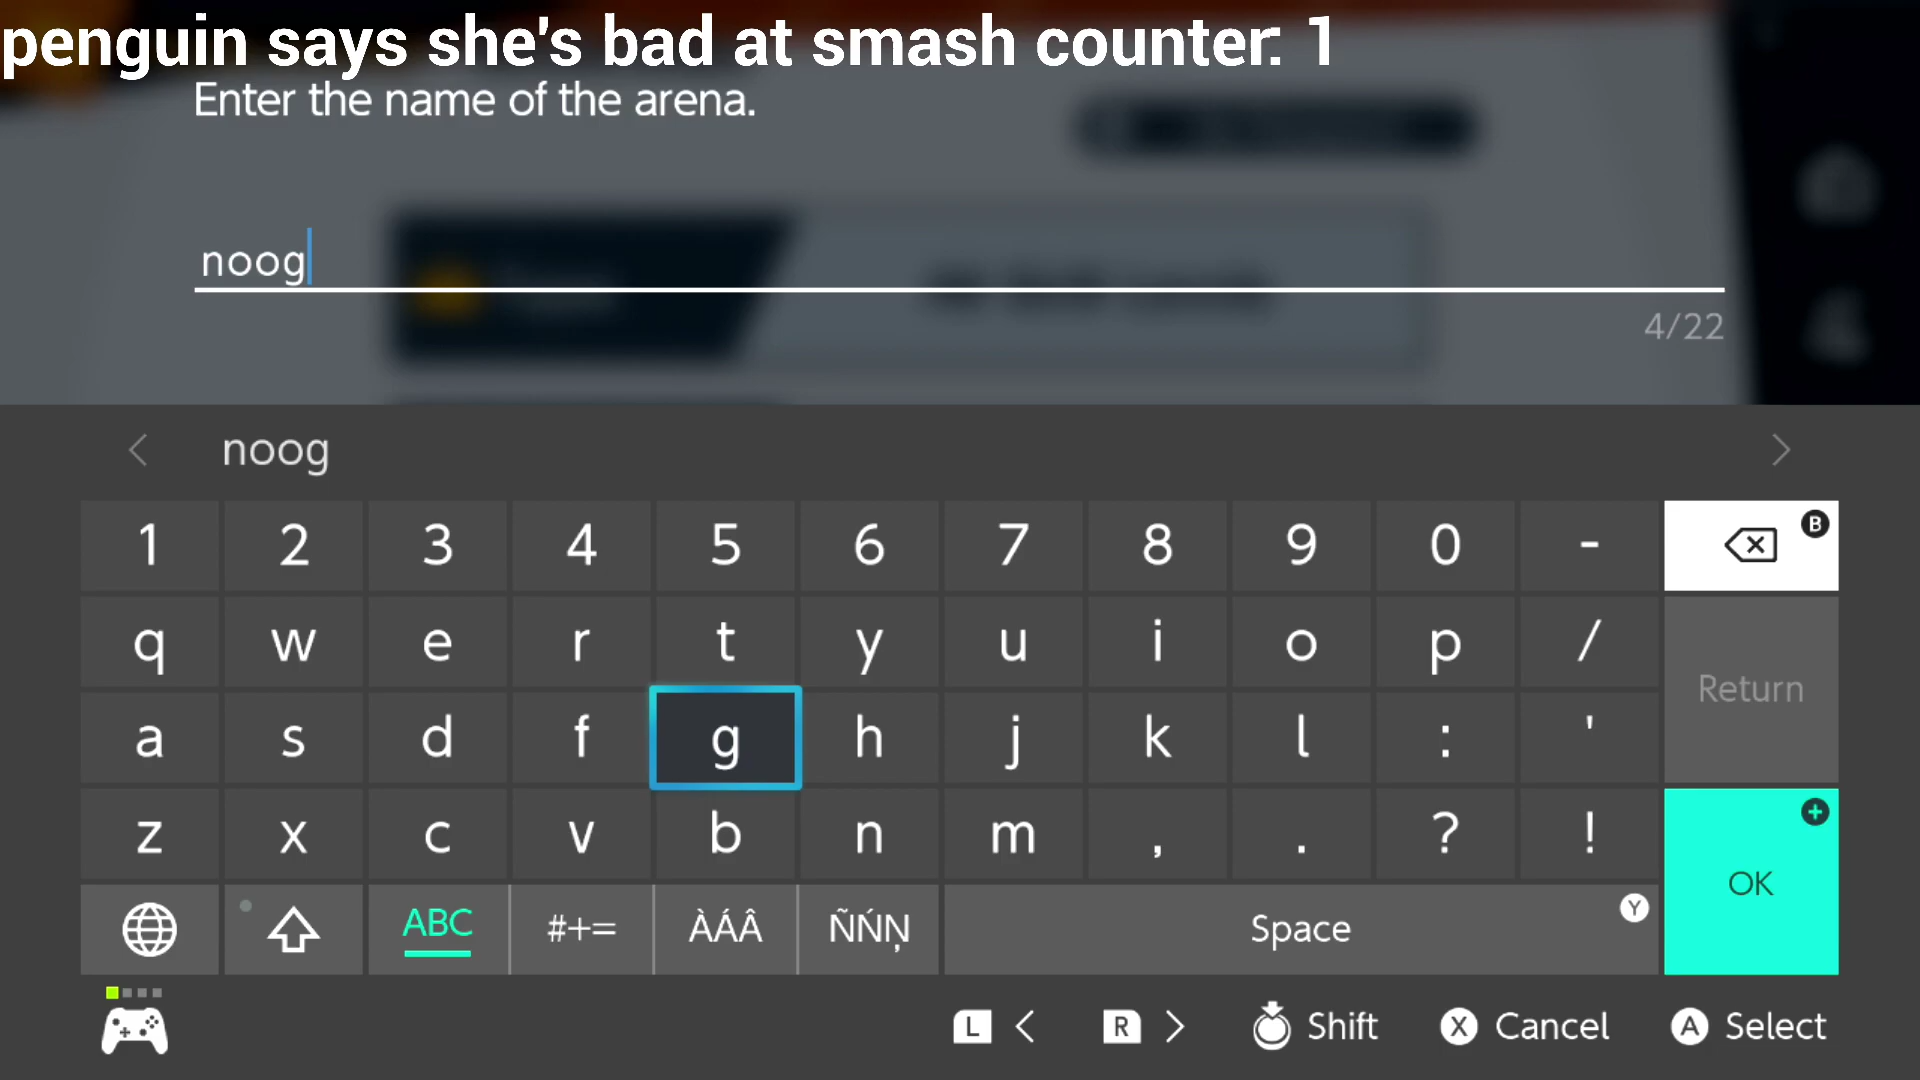 penguin says she's bad at smash counter: 1
Enter the name of the arena.
noog
4/22
< noog >
1 2 3 4 5 6 7 8 9 0 - B
q w e r t y u i o p /
Return
a s d f g h j k l : '
z x c v b n m , . ? ! +
OK
ABC #+= ÀÁÂ ÑŃŅ Space Y
L < R > Shift X Cancel A Select